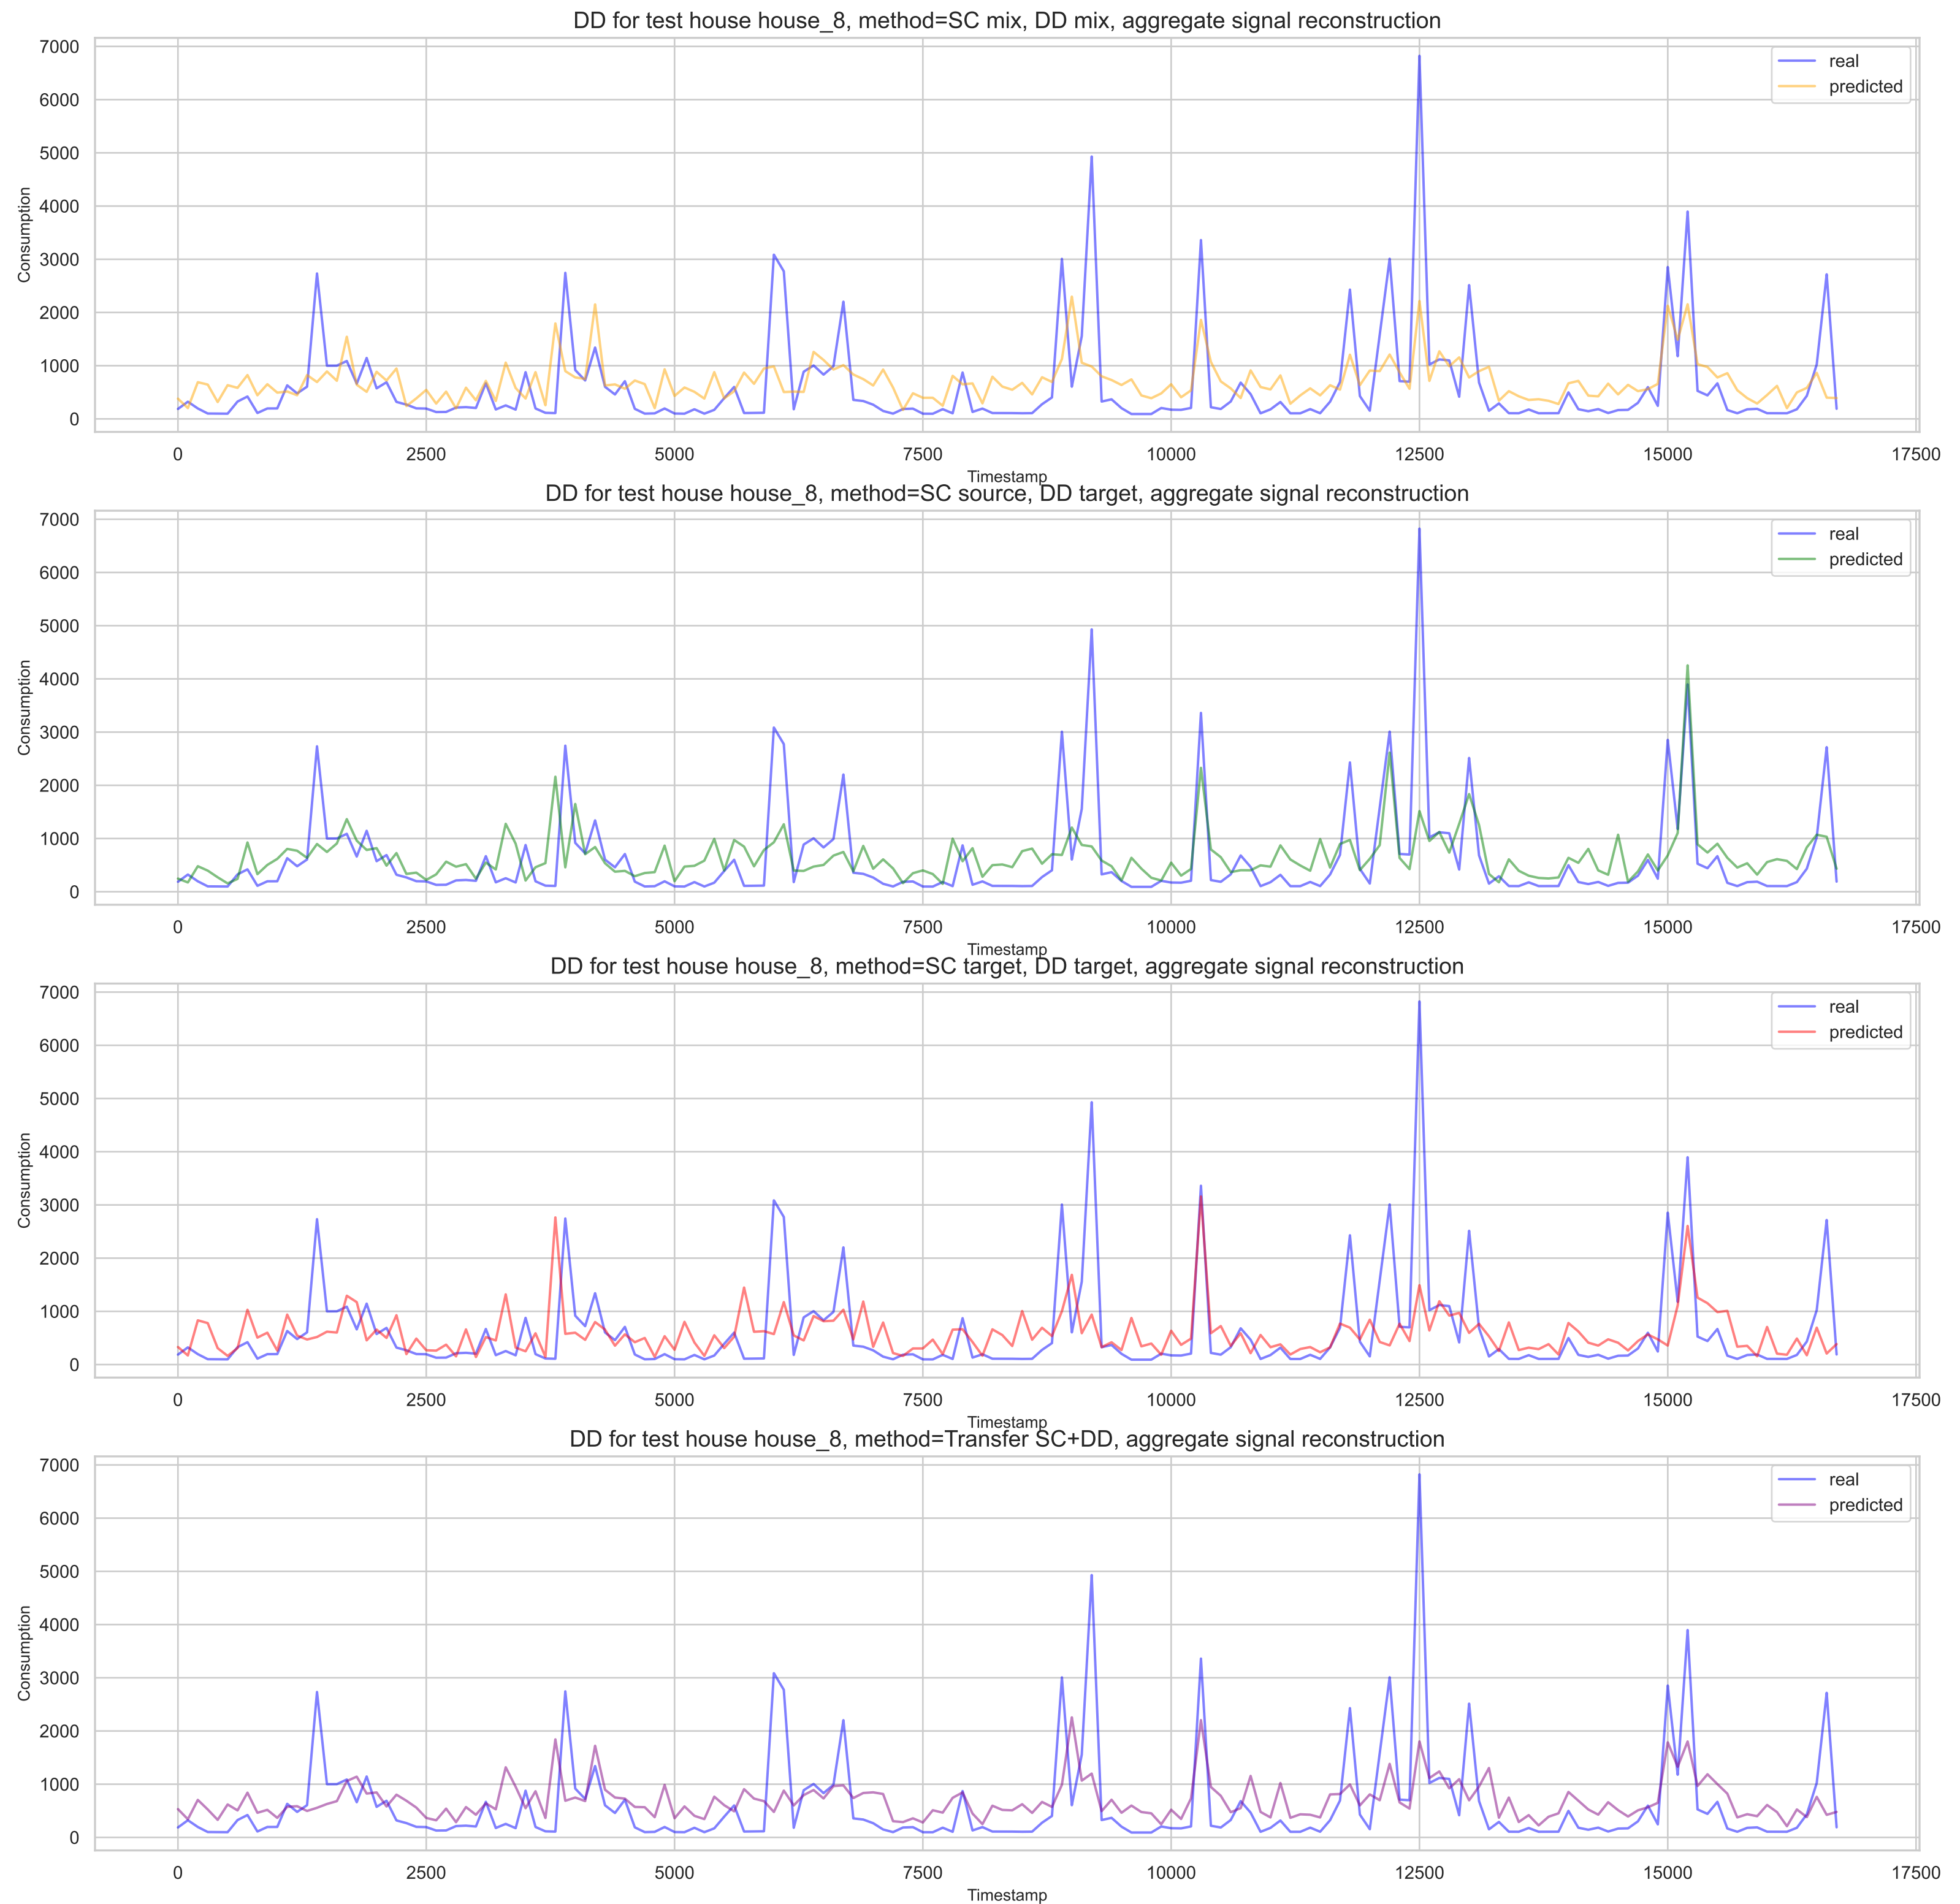 DD for test house house_8, method=SC mix, DD mix, aggregate signal reconstruction
7000
6000
5000
4000
3000
2000
1000
0
Consumption
real
predicted
0 2500 5000 7500 10000 12500 15000 17500
Timestamp
DD for test house house_8, method=SC source, DD target, aggregate signal reconstruction
7000
6000
5000
4000
3000
2000
1000
0
Consumption
real
predicted
0 2500 5000 7500 10000 12500 15000 17500
Timestamp
DD for test house house_8, method=SC target, DD target, aggregate signal reconstruction
7000
6000
5000
4000
3000
2000
1000
0
Consumption
real
predicted
0 2500 5000 7500 10000 12500 15000 17500
Timestamp
DD for test house house_8, method=Transfer SC+DD, aggregate signal reconstruction
7000
6000
5000
4000
3000
2000
1000
0
Consumption
real
predicted
0 2500 5000 7500 10000 12500 15000 17500
Timestamp